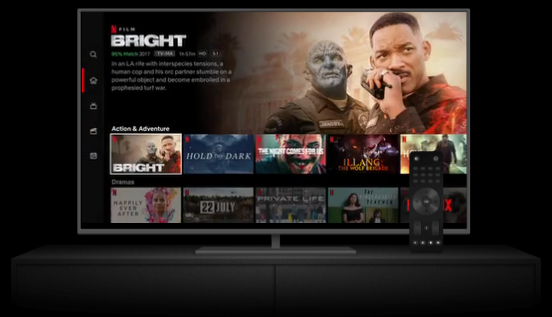 N FILM
BRIGHT
95% Match 2017 TV-MA 1h 57m HD 5.1
In an LA rife with interspecies tensions, a
human cop and his orc partner stumble on a
powerful object and become embroiled in a
prophesied turf war.
Action & Adventure
BRIGHT
HOLD THE DARK
THE NIGHT COMES FOR US
ILLANG
THE WOLF BRIGADE
Dramas
HAPPILY
EVER
AFTER
22 JULY
PRIVATE LIFE